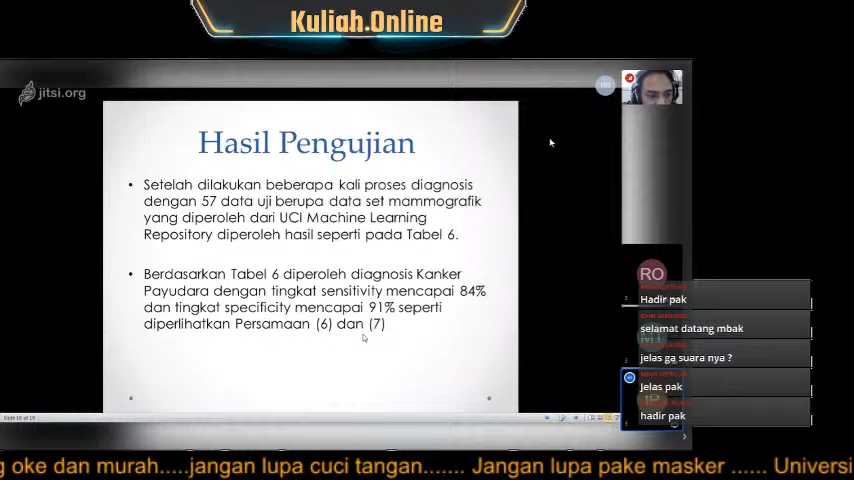 Kuliah.Online
jitsi.org
Hasil Pengujian
• Setelah dilakukan beberapa kali proses diagnosis
dengan 57 data uji berupa data set mammografik
yang diperoleh dari UCI Machine Learning
Repository diperoleh hasil seperti pada Tabel 6.
• Berdasarkan Tabel 6 diperoleh diagnosis Kanker
Payudara dengan tingkat sensitivity mencapai 84%
dan tingkat specificity mencapai 91% seperti
diperlihatkan Persamaan (6) dan (7)
RO
Hadir pak
selamat datang mbak
jelas ga suara nya ?
Jelas pak
hadir pak
g oke dan murah.....jangan lupa cuci tangan....... Jangan lupa pake masker ...... Universi